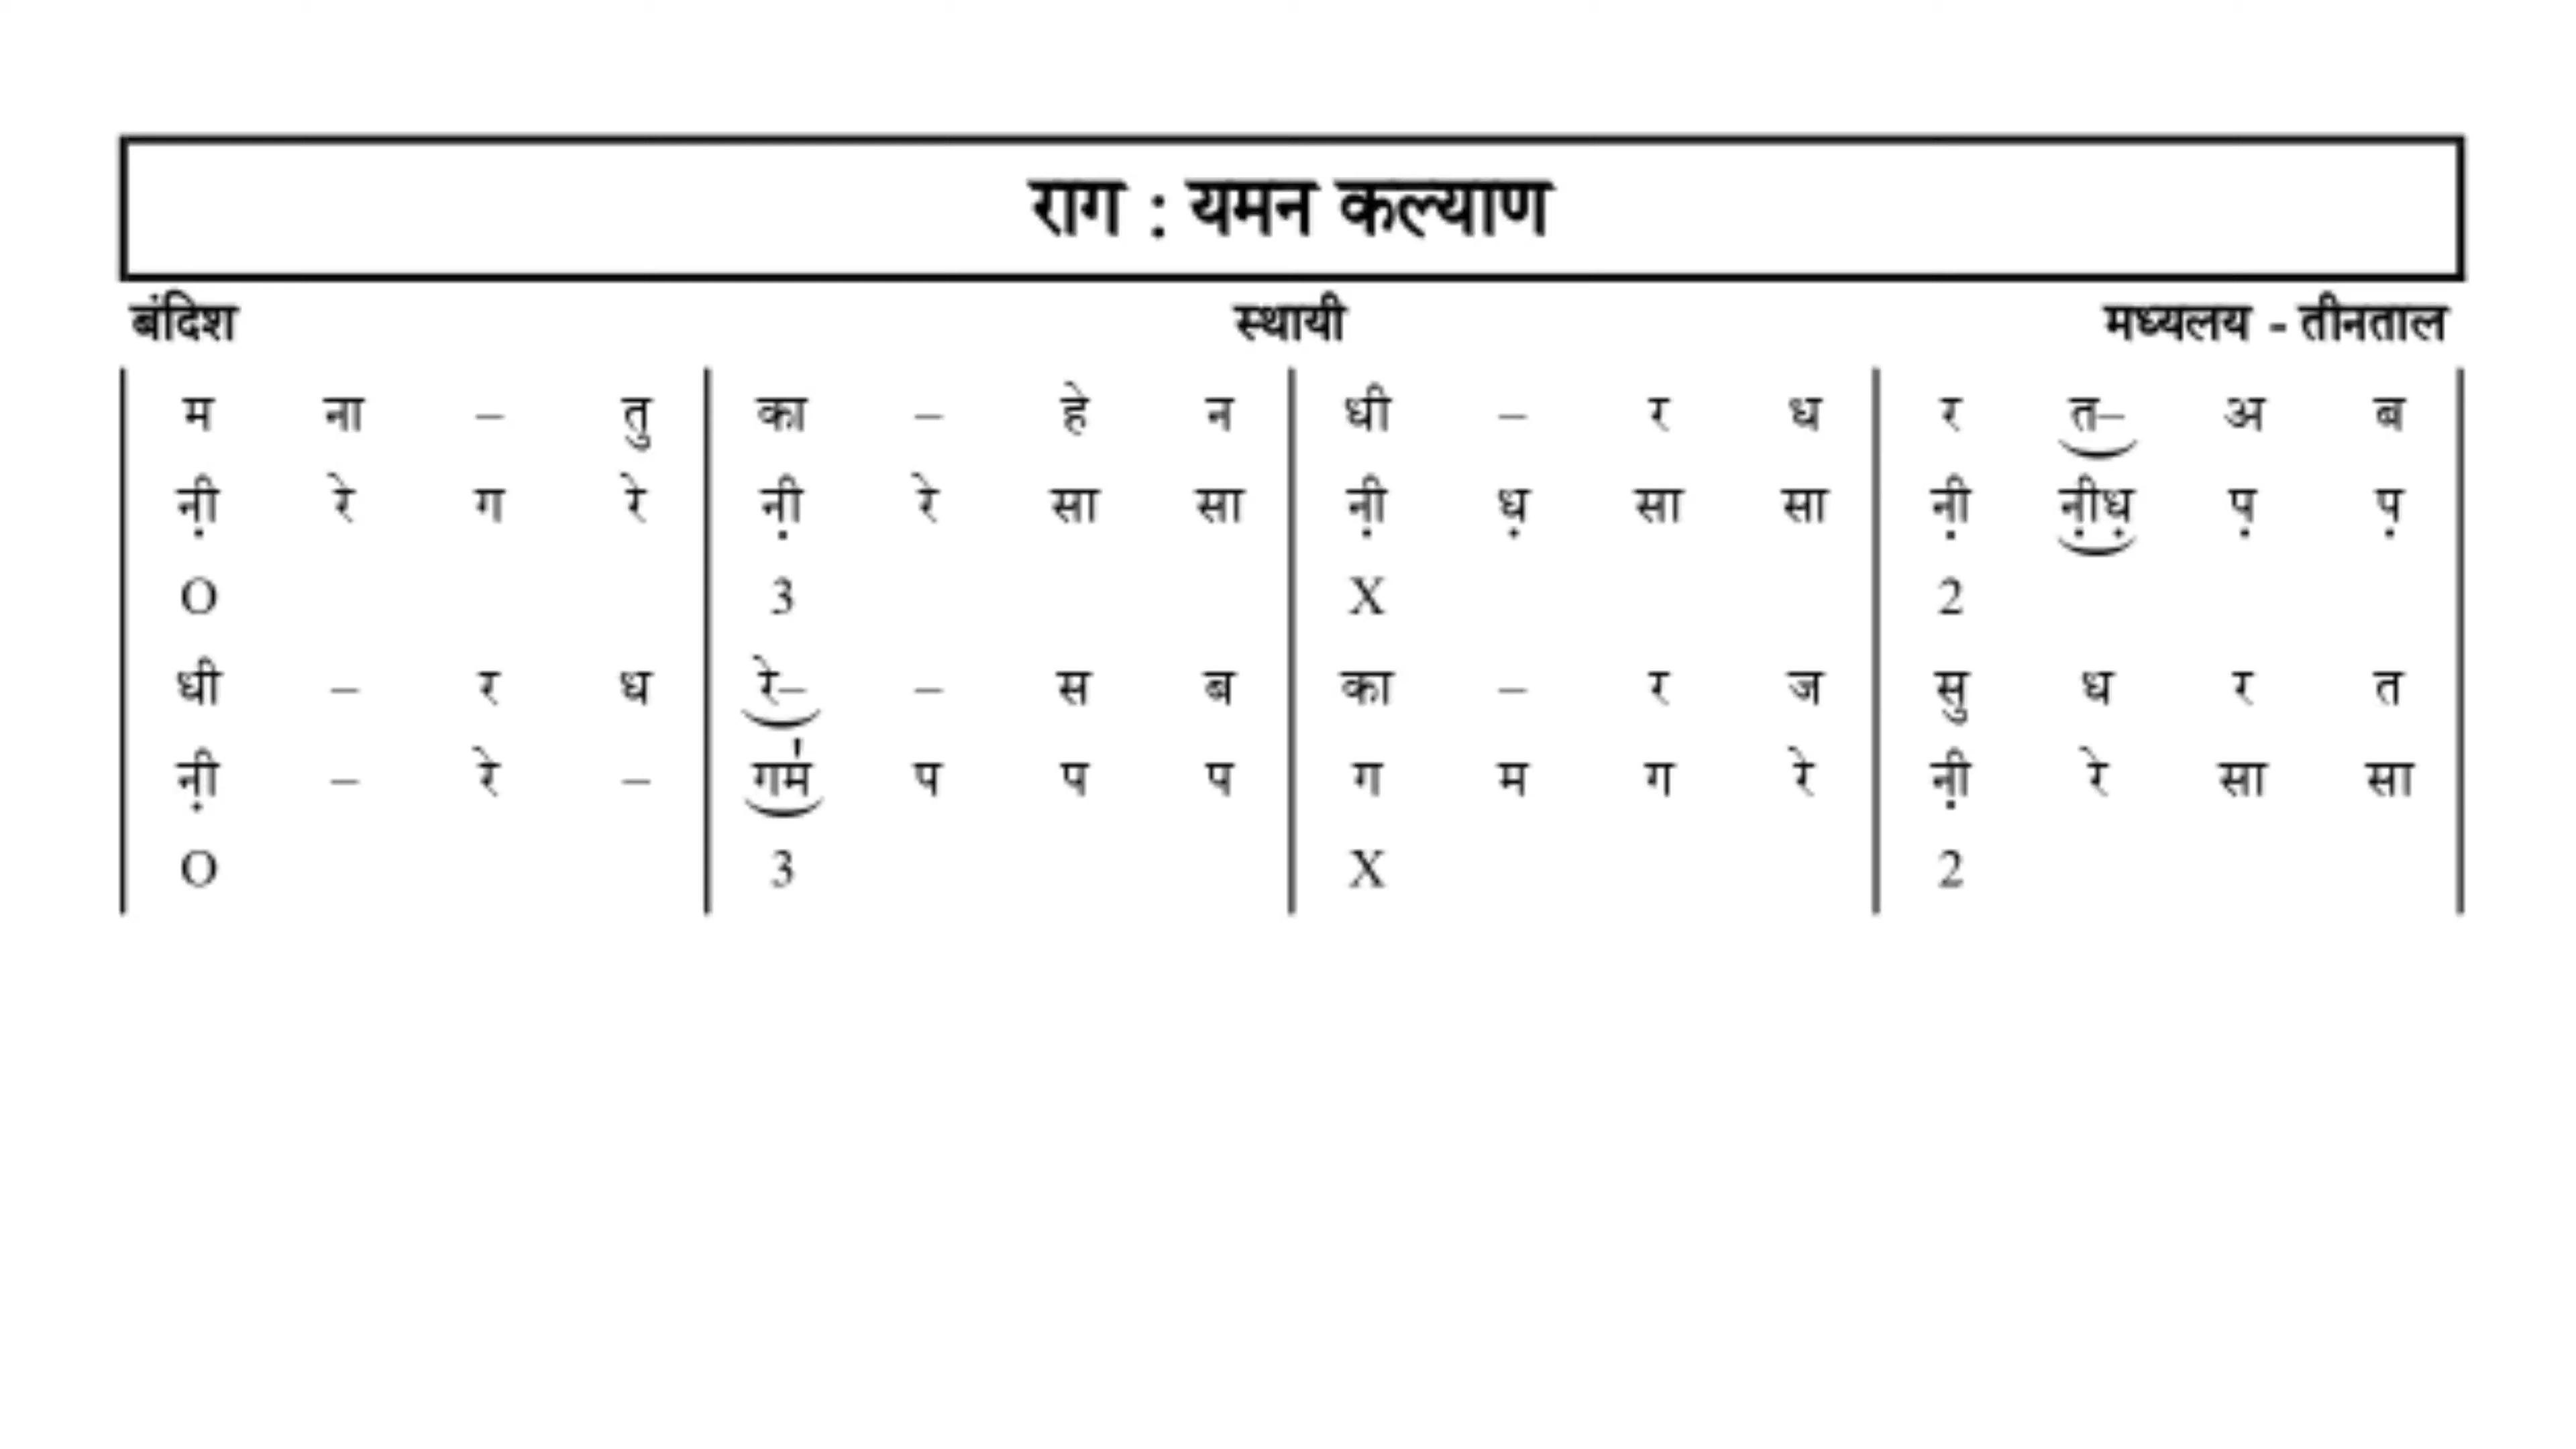 राग : यमन कल्याण
बंदिश स्थायी मध्यलय - तीनताल
म ना – तु का – हे न धी – र ध र त– अ ब
नी़ रे ग रे नी़ रे सा सा नी़ ध़ सा सा नी़ नी़ध़ प़ प़
O 3 X 2
धी – र ध रे– – स ब का – र ज सु ध र त
नी़ – रे – गम॑ प प प ग म ग रे नी़ रे सा सा
O 3 X 2